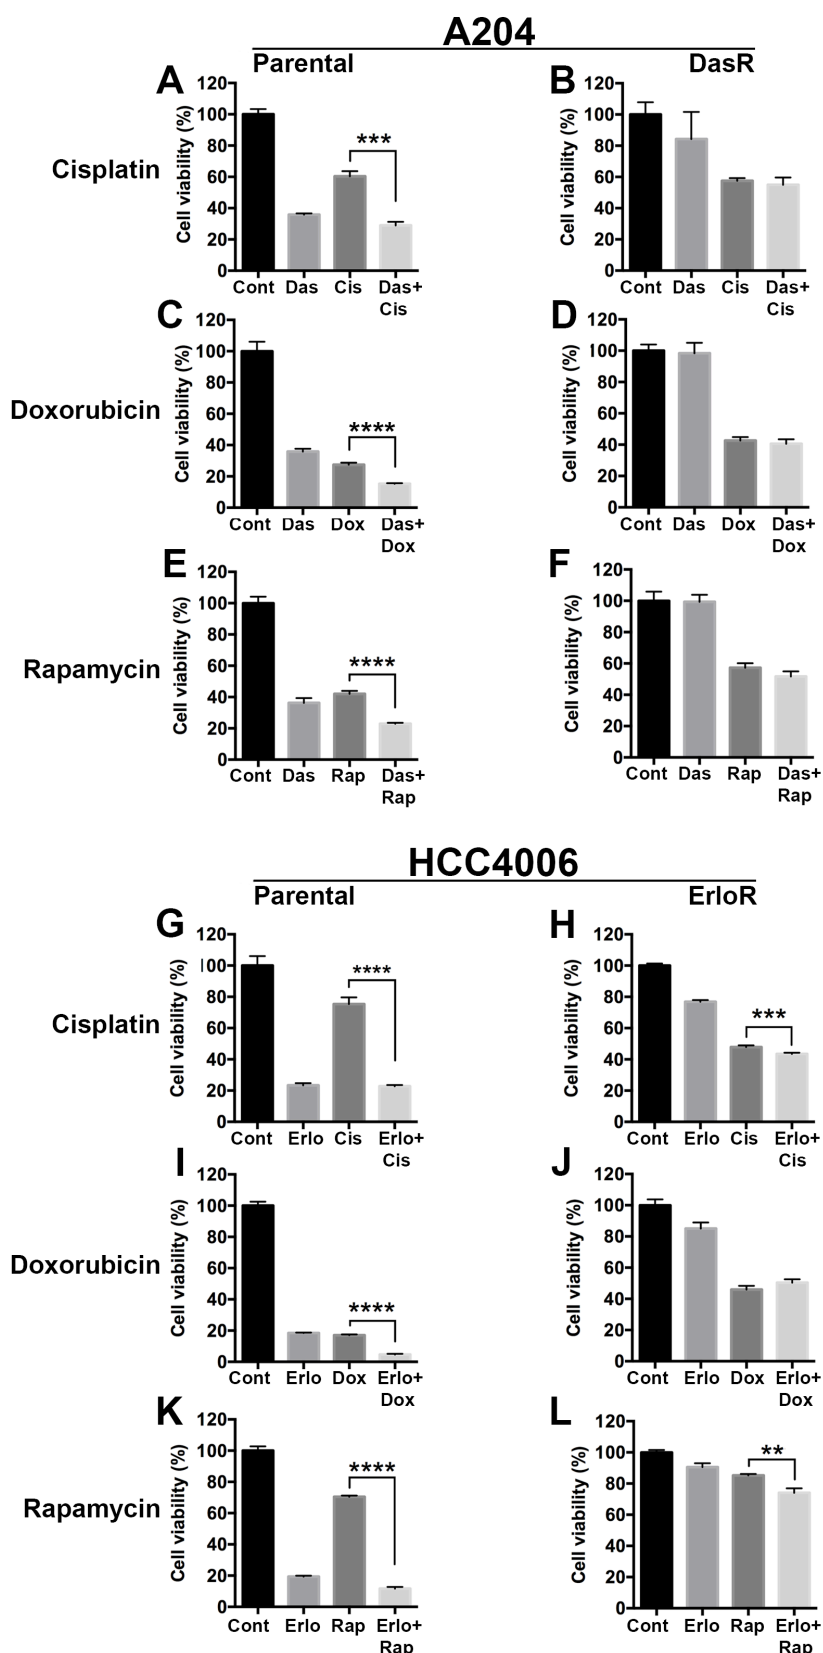 A204
Parental DasR
A B
Cisplatin
Cell viability (%)
120
100
80
60
40
20
0
***
Cont Das Cis Das+
Cis
Cell viability (%)
120
100
80
60
40
20
0
Cont Das Cis Das+
Cis
C D
Doxorubicin
Cell viability (%)
120
100
80
60
40
20
0
****
Cont Das Dox Das+
Dox
Cell viability (%)
120
100
80
60
40
20
0
Cont Das Dox Das+
Dox
E F
Rapamycin
Cell viability (%)
120
100
80
60
40
20
0
****
Cont Das Rap Das+
Rap
Cell viability (%)
120
100
80
60
40
20
0
Cont Das Rap Das+
Rap
HCC4006
Parental ErloR
G H
Cisplatin
Cell viability (%)
120
100
80
60
40
20
0
****
Cont Erlo Cis Erlo+
Cis
Cell viability (%)
120
100
80
60
40
20
0
***
Cont Erlo Cis Erlo+
Cis
I J
Doxorubicin
Cell viability (%)
120
100
80
60
40
20
0
****
Cont Erlo Dox Erlo+
Dox
Cell viability (%)
120
100
80
60
40
20
0
Cont Erlo Dox Erlo+
Dox
K L
Rapamycin
Cell viability (%)
120
100
80
60
40
20
0
****
Cont Erlo Rap Erlo+
Rap
Cell viability (%)
120
100
80
60
40
20
0
**
Cont Erlo Rap Erlo+
Rap